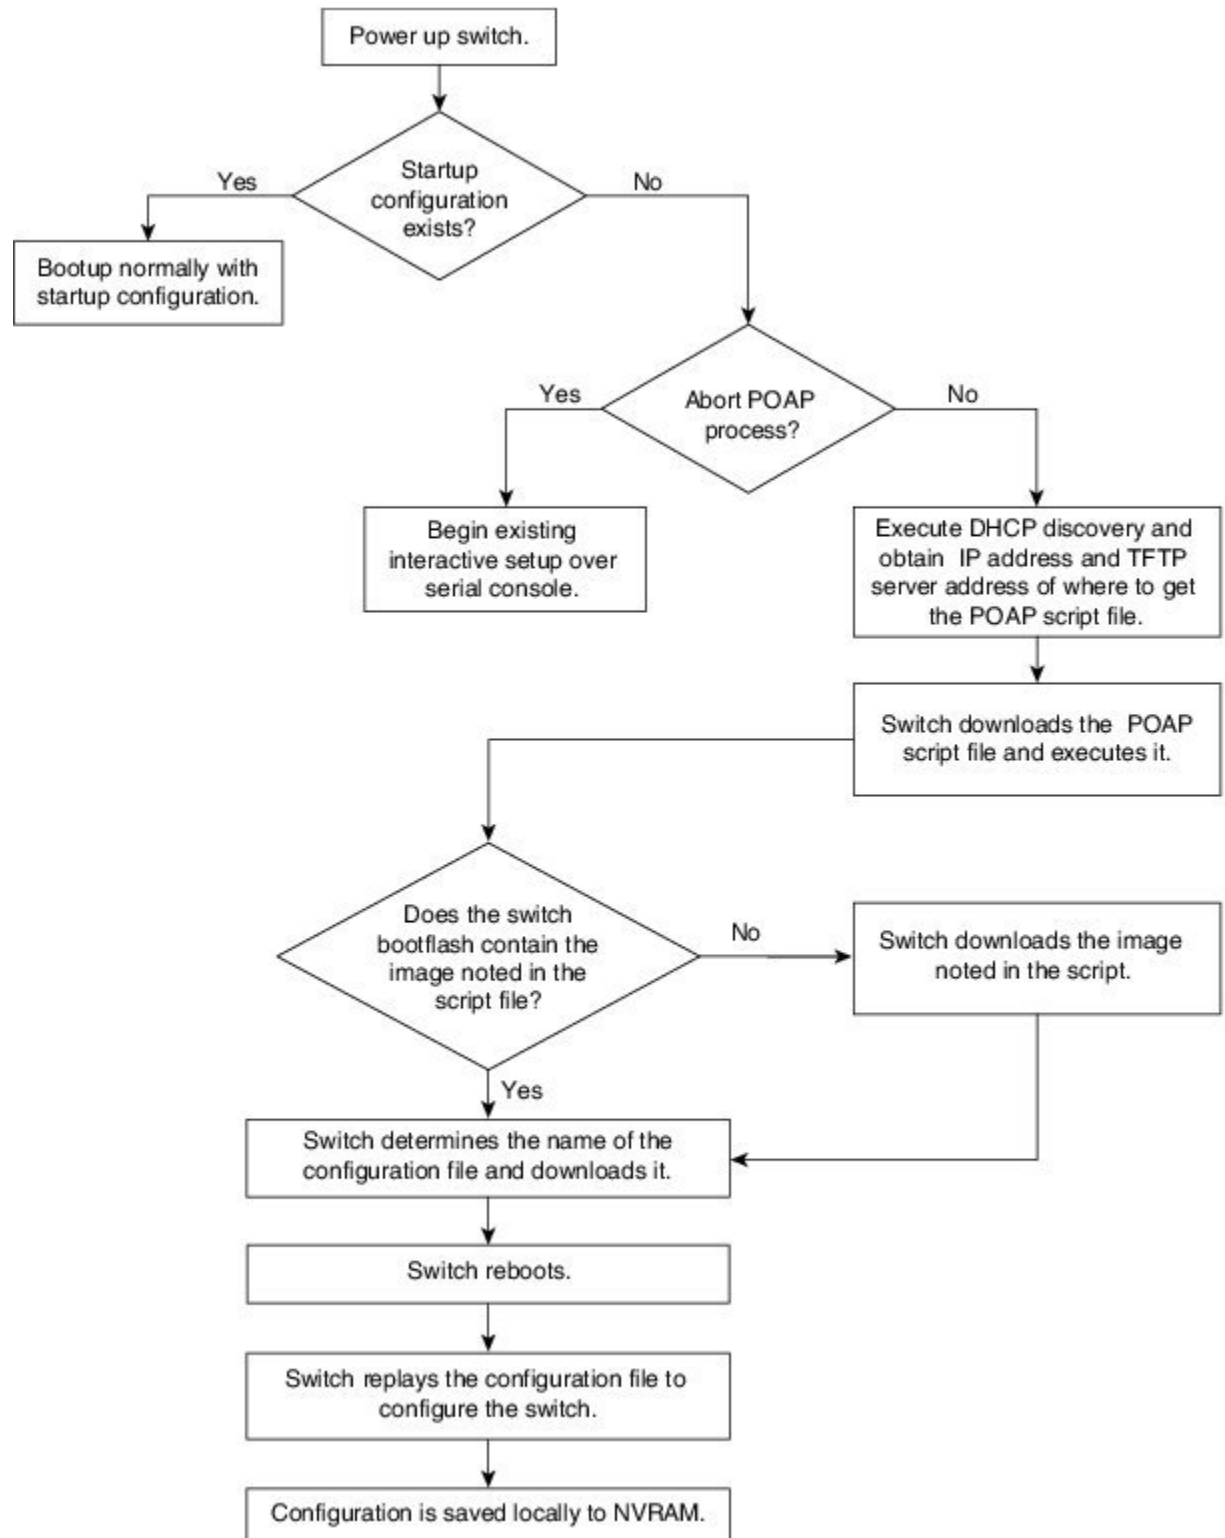 Power up switch.
Startup
configuration
exists?
Yes
No
Bootup normally with
startup configuration.
Abort POAP
process?
Yes
No
Begin existing
interactive setup over
serial console.
Execute DHCP discovery and
obtain IP address and TFTP
server address of where to get
the POAP script file.
Switch downloads the POAP
script file and executes it.
Does the switch
bootflash contain the
image noted in the
script file?
No
Switch downloads the image
noted in the script.
Yes
Switch determines the name of the
configuration file and downloads it.
Switch reboots.
Switch replays the configuration file to
configure the switch.
Configuration is saved locally to NVRAM.